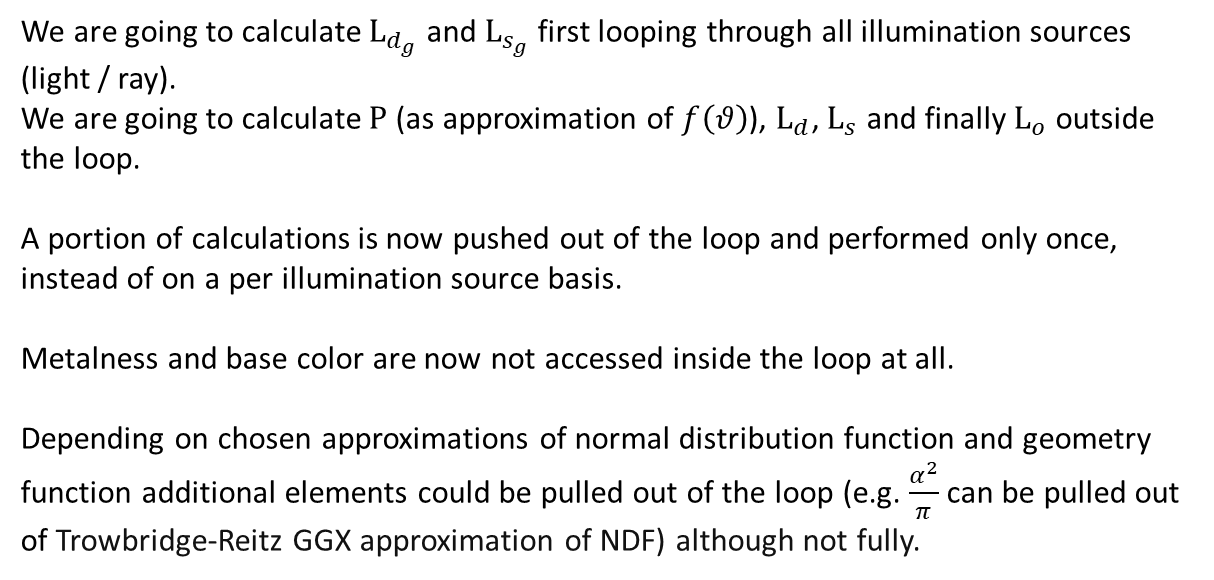 We are going to calculate L_{d_g} and L_{s_g} first looping through all illumination sources
(light / ray).
We are going to calculate P (as approximation of f(ϑ)), L_d, L_s and finally L_o outside
the loop.
A portion of calculations is now pushed out of the loop and performed only once,
instead of on a per illumination source basis.
Metalness and base color are now not accessed inside the loop at all.
Depending on chosen approximations of normal distribution function and geometry
function additional elements could be pulled out of the loop (e.g. \frac{α^2}{π} can be pulled out
of Trowbridge-Reitz GGX approximation of NDF) although not fully.